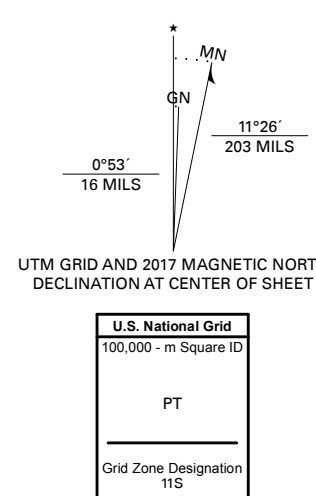 ★
MN
GN
11°26´
203 MILS
0°53´
16 MILS
UTM GRID AND 2017 MAGNETIC NORT
DECLINATION AT CENTER OF SHEET
U.S. National Grid
100,000 - m Square ID
PT
Grid Zone Designation
11S